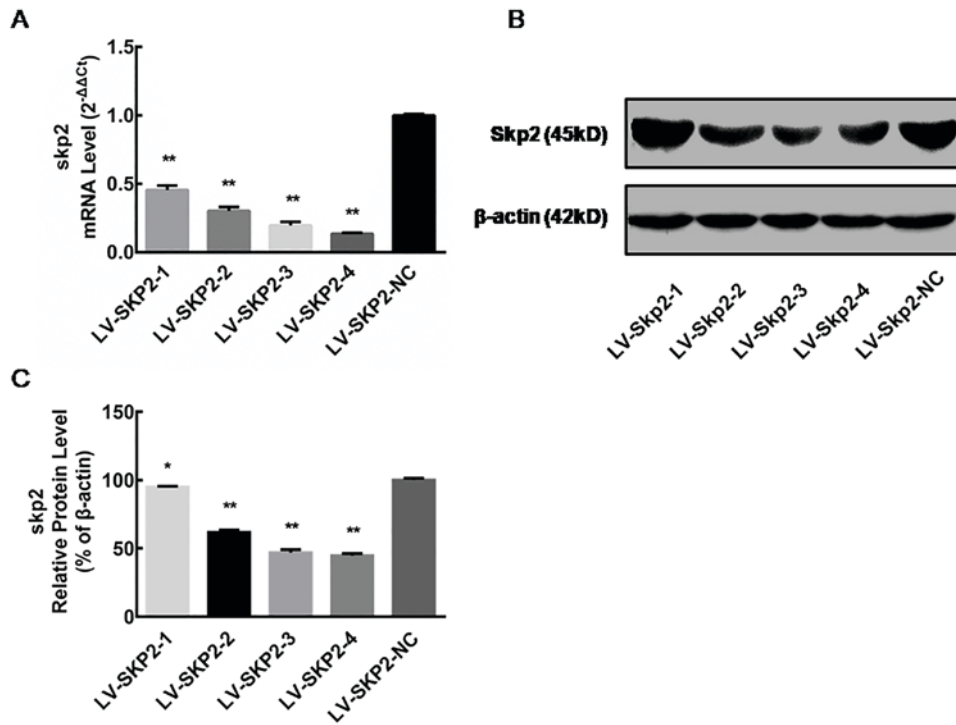 A
skp2
mRNA Level (2-ΔΔCt)
1.5
1.0
0.5
0.0
**
**
**
**
LV-SKP2-1
LV-SKP2-2
LV-SKP2-3
LV-SKP2-4
LV-SKP2-NC
B
Skp2 (45kD)
β-actin (42kD)
LV-Skp2-1
LV-Skp2-2
LV-Skp2-3
LV-Skp2-4
LV-Skp2-NC
C
skp2
Relative Protein Level
(% of β-actin)
150
100
50
0
*
**
**
**
LV-SKP2-1
LV-SKP2-2
LV-SKP2-3
LV-SKP2-4
LV-SKP2-NC